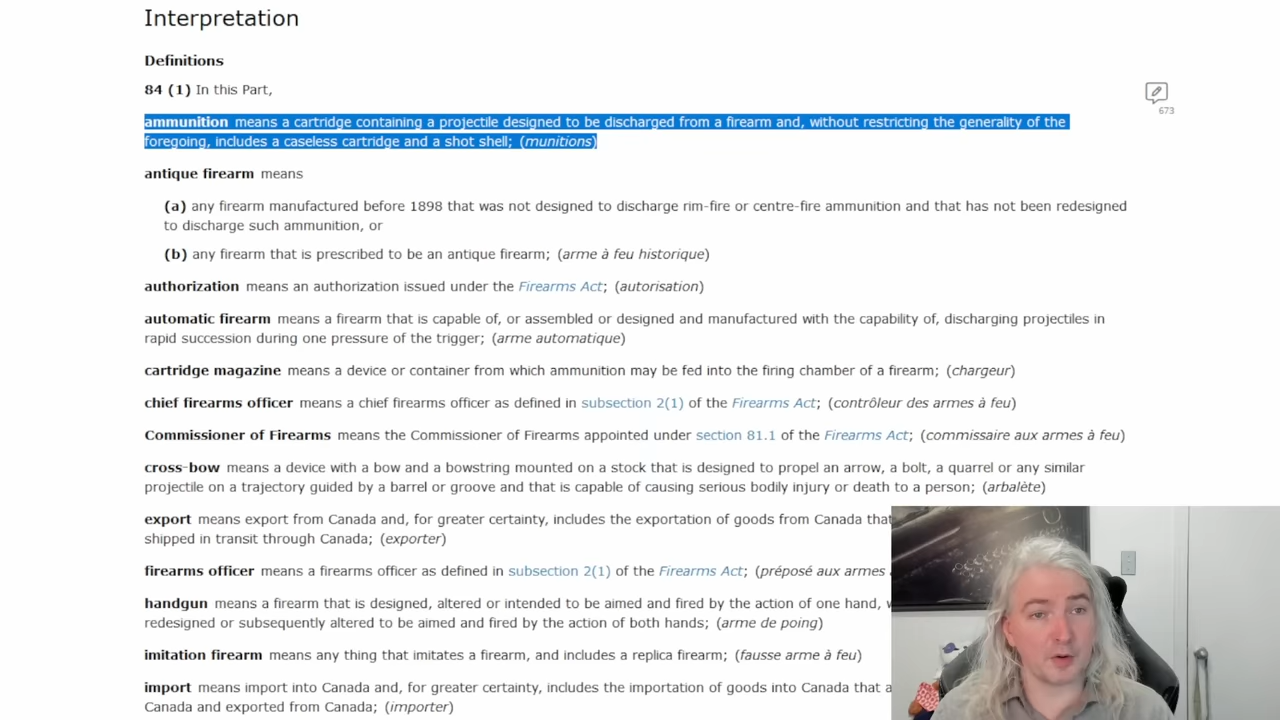 Interpretation
Definitions
84 (1) In this Part,
673
ammunition means a cartridge containing a projectile designed to be discharged from a firearm and, without restricting the generality of the
foregoing, includes a caseless cartridge and a shot shell; (munitions)
antique firearm means
(a) any firearm manufactured before 1898 that was not designed to discharge rim-fire or centre-fire ammunition and that has not been redesigned
to discharge such ammunition, or
(b) any firearm that is prescribed to be an antique firearm; (arme à feu historique)
authorization means an authorization issued under the Firearms Act; (autorisation)
automatic firearm means a firearm that is capable of, or assembled or designed and manufactured with the capability of, discharging projectiles in
rapid succession during one pressure of the trigger; (arme automatique)
cartridge magazine means a device or container from which ammunition may be fed into the firing chamber of a firearm; (chargeur)
chief firearms officer means a chief firearms officer as defined in subsection 2(1) of the Firearms Act; (contrôleur des armes à feu)
Commissioner of Firearms means the Commissioner of Firearms appointed under section 81.1 of the Firearms Act; (commissaire aux armes à feu)
cross-bow means a device with a bow and a bowstring mounted on a stock that is designed to propel an arrow, a bolt, a quarrel or any similar
projectile on a trajectory guided by a barrel or groove and that is capable of causing serious bodily injury or death to a person; (arbalète)
export means export from Canada and, for greater certainty, includes the exportation of goods from Canada that
shipped in transit through Canada; (exporter)
firearms officer means a firearms officer as defined in subsection 2(1) of the Firearms Act; (préposé aux armes
handgun means a firearm that is designed, altered or intended to be aimed and fired by the action of one hand,
redesigned or subsequently altered to be aimed and fired by the action of both hands; (arme de poing)
imitation firearm means any thing that imitates a firearm, and includes a replica firearm; (fausse arme à feu)
import means import into Canada and, for greater certainty, includes the importation of goods into Canada that
Canada and exported from Canada; (importer)